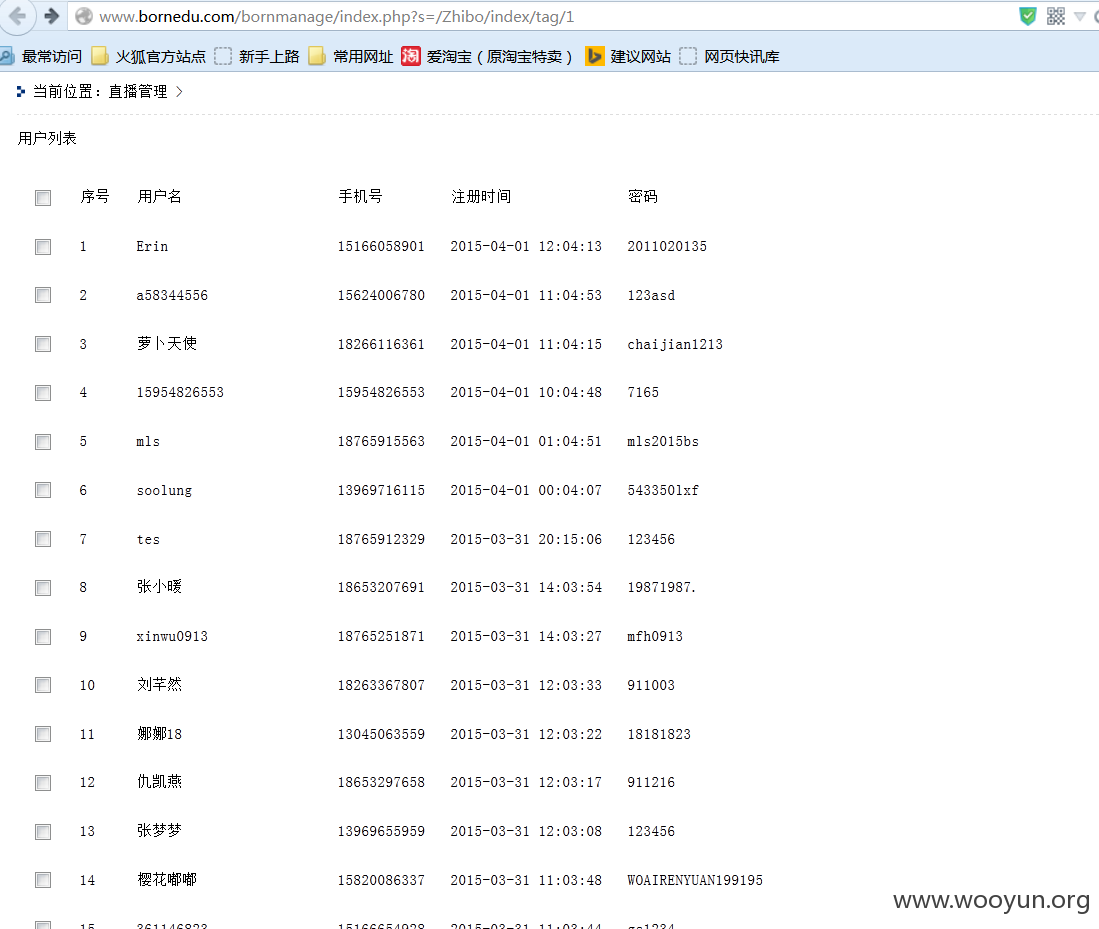 www.bornedu.com/bornmanage/index.php?s=/Zhibo/index/tag/1
最常访问 火狐官方站点 新手上路 常用网址 淘 爱淘宝（原淘宝特卖） 建议网站 网页快讯库
当前位置：直播管理 >
用户列表
序号 用户名 手机号 注册时间 密码
1 Erin 15166058901 2015-04-01 12:04:13 2011020135
2 a58344556 15624006780 2015-04-01 11:04:53 123asd
3 萝卜天使 18266116361 2015-04-01 11:04:15 chaijian1213
4 15954826553 15954826553 2015-04-01 10:04:48 7165
5 mls 18765915563 2015-04-01 01:04:51 mls2015bs
6 soolung 13969716115 2015-04-01 00:04:07 543350lxf
7 tes 18765912329 2015-03-31 20:15:06 123456
8 张小暖 18653207691 2015-03-31 14:03:54 19871987.
9 xinwu0913 18765251871 2015-03-31 14:03:27 mfh0913
10 刘芊然 18263367807 2015-03-31 12:03:33 911003
11 娜娜18 13045063559 2015-03-31 12:03:22 18181823
12 仇凯燕 18653297658 2015-03-31 12:03:17 911216
13 张梦梦 13969655959 2015-03-31 12:03:08 123456
14 樱花嘟嘟 15820086337 2015-03-31 11:03:48 WOAIRENYUAN199195
www.wooyun.org